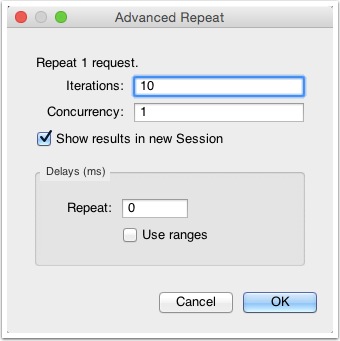 Advanced Repeat
Repeat 1 request.
Iterations: 10
Concurrency: 1
Show results in new Session
Delays (ms)
Repeat: 0
Use ranges
Cancel OK